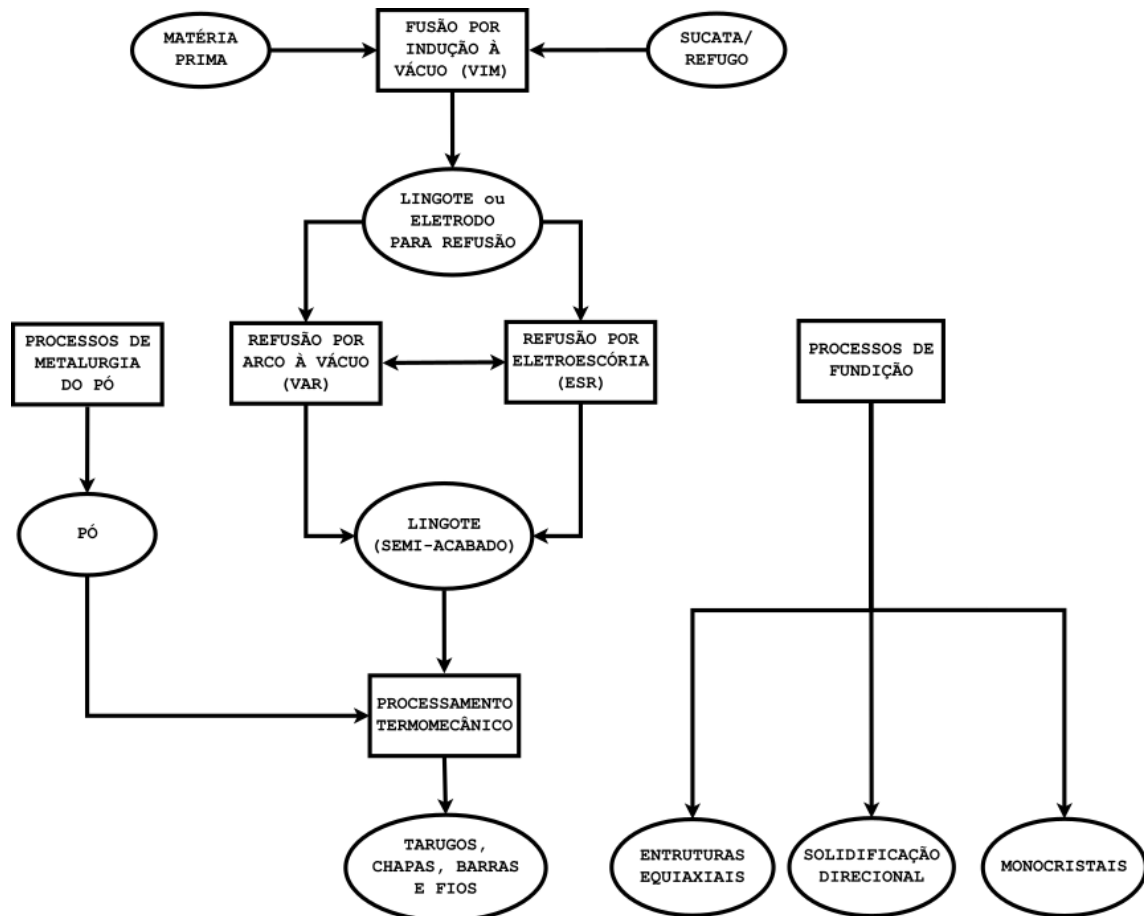 MATÉRIA
PRIMA
FUSÃO POR
INDUÇÃO À
VÁCUO (VIM)
SUCATA/
REFUGO
LINGOTE ou
ELETRODO
PARA REFUSÃO
PROCESSOS DE
METALURGIA
DO PÓ
REFUSÃO POR
ARCO À VÁCUO
(VAR)
REFUSÃO POR
ELETROESCÓRIA
(ESR)
PROCESSOS DE
FUNDIÇÃO
PÓ
LINGOTE
(SEMI-ACABADO)
PROCESSAMENTO
TERMOMECÂNICO
TARUGOS,
CHAPAS, BARRAS
E FIOS
ENTRUTURAS
EQUIAXIAIS
SOLIDIFICAÇÃO
DIRECIONAL
MONOCRISTAIS